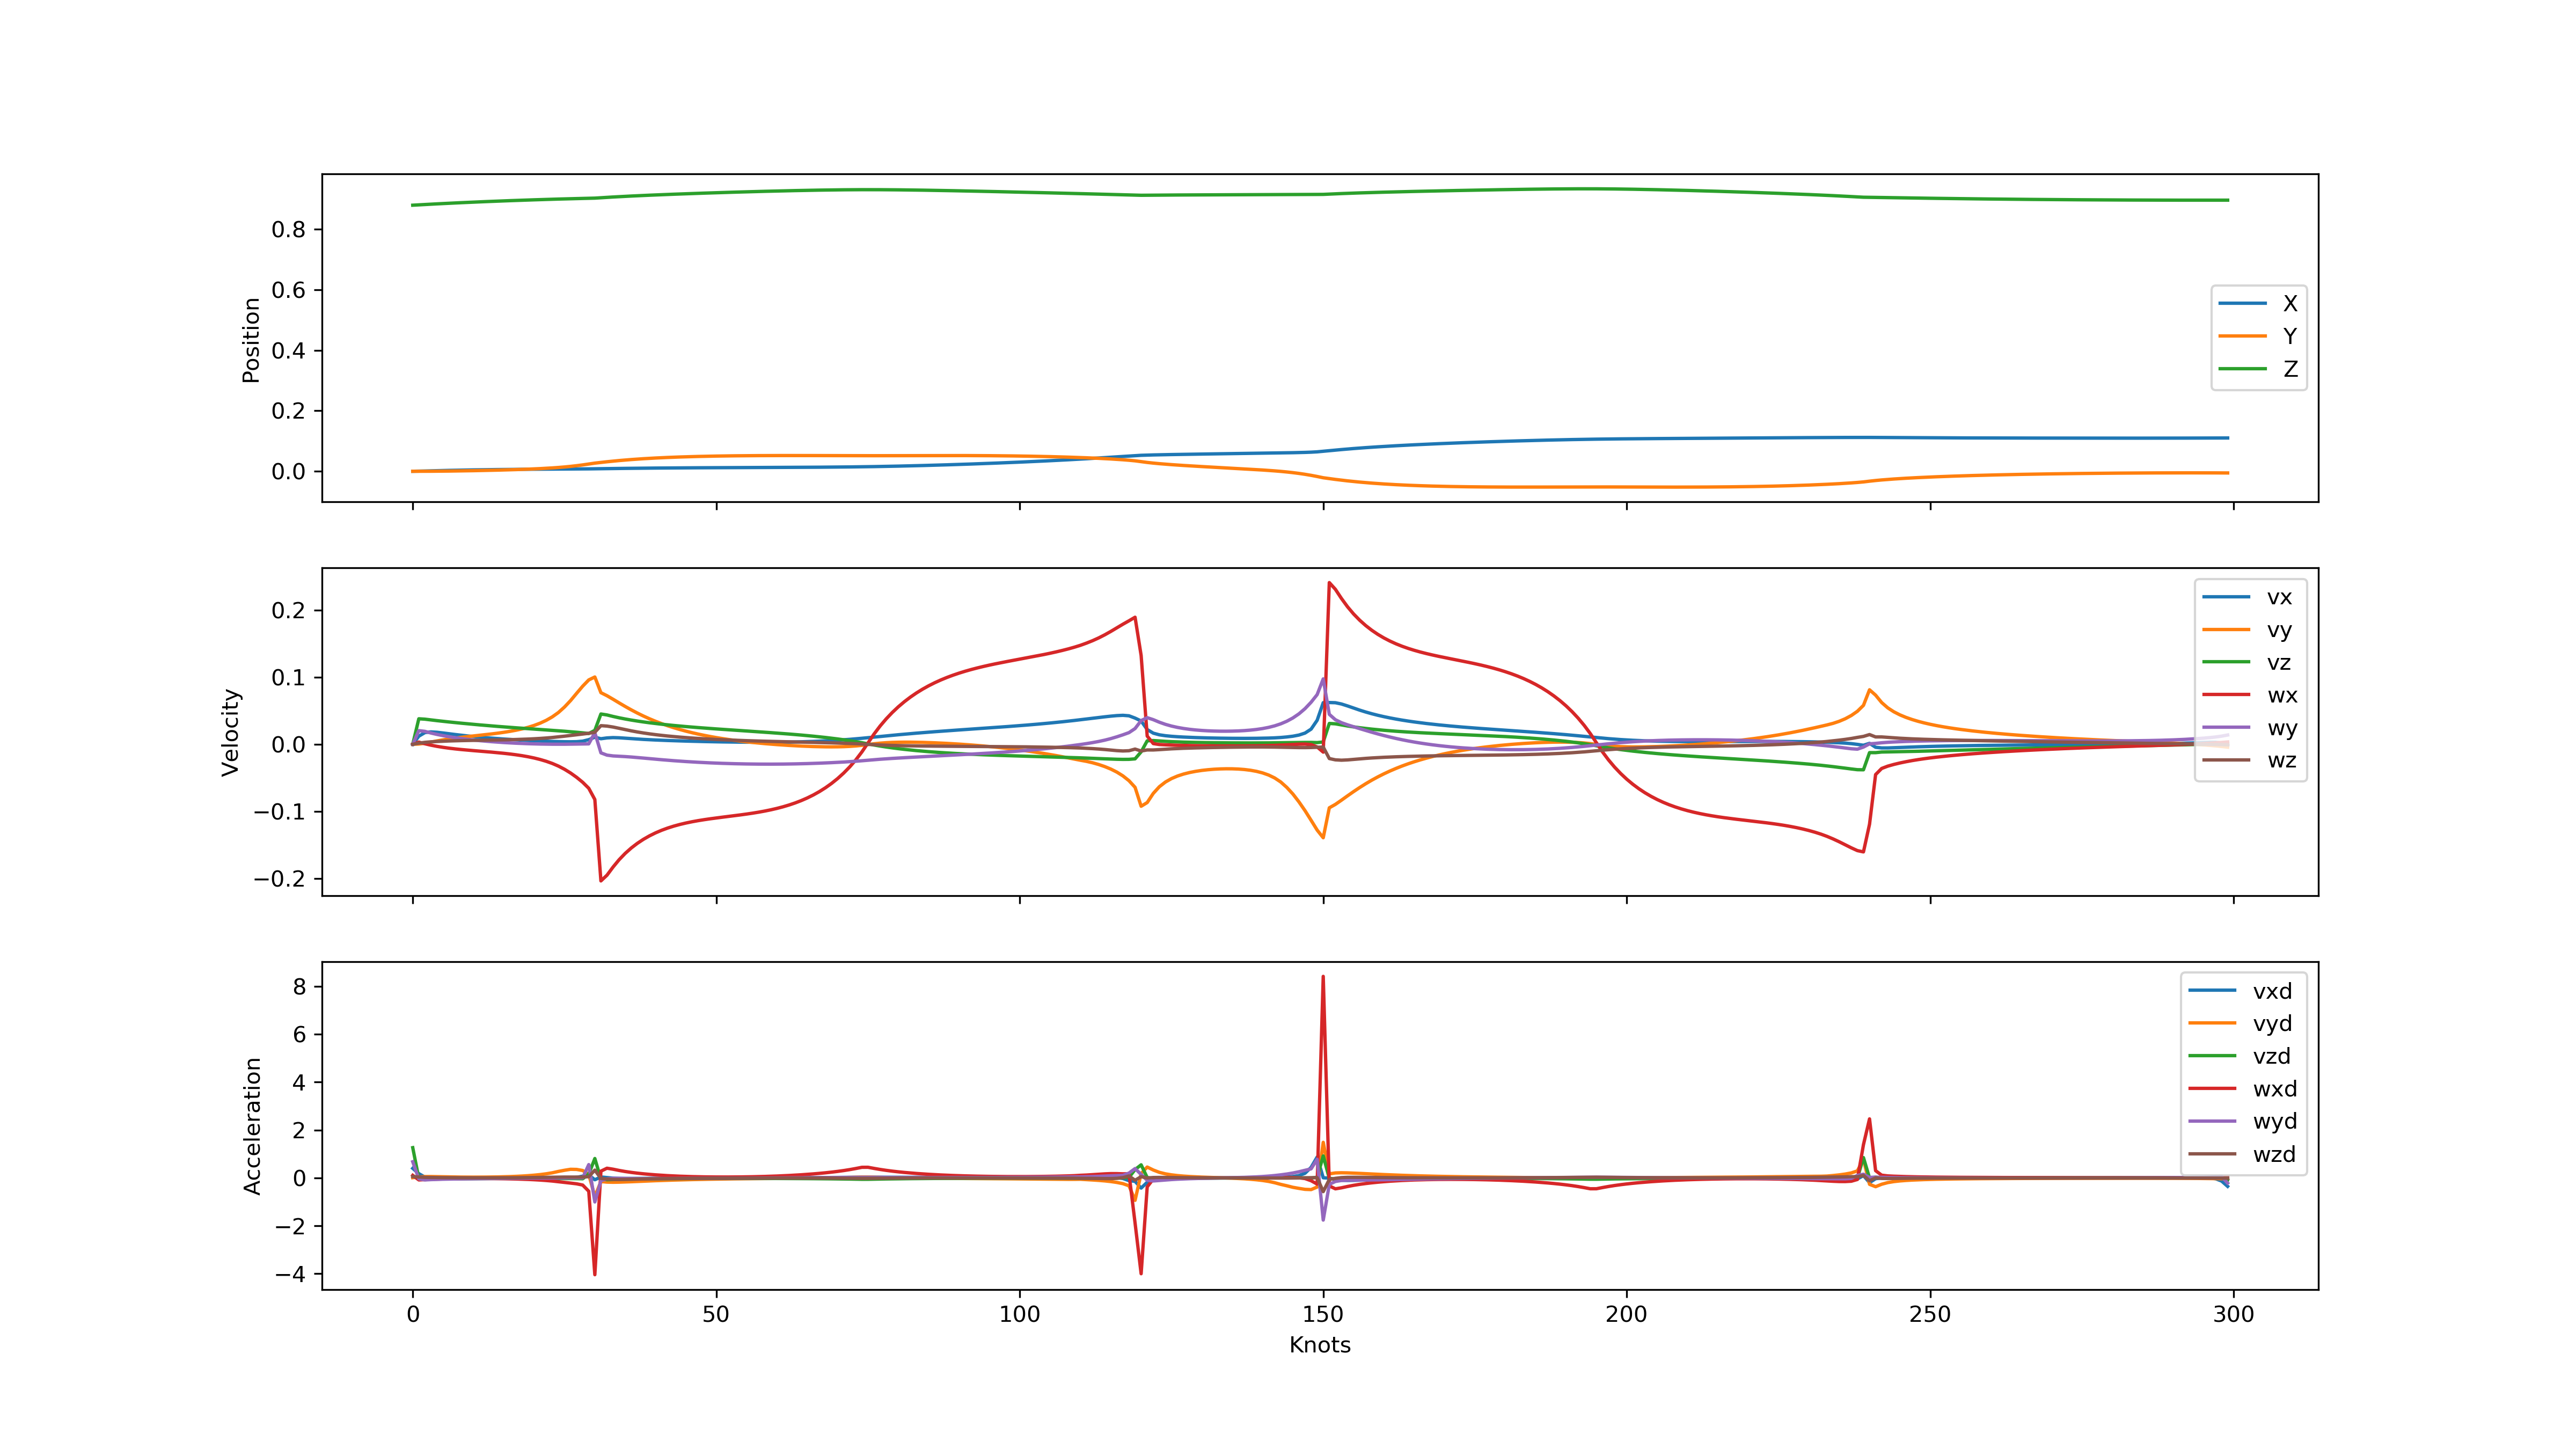 0.8
0.6
0.4
0.2
0.0
Position
X
Y
Z
0.2
0.1
0.0
−0.1
−0.2
Velocity
vx
vy
vz
wx
wy
wz
8
6
4
2
0
−2
−4
Acceleration
vxd
vyd
vzd
wxd
wyd
wzd
0 50 100 150 200 250 300
Knots